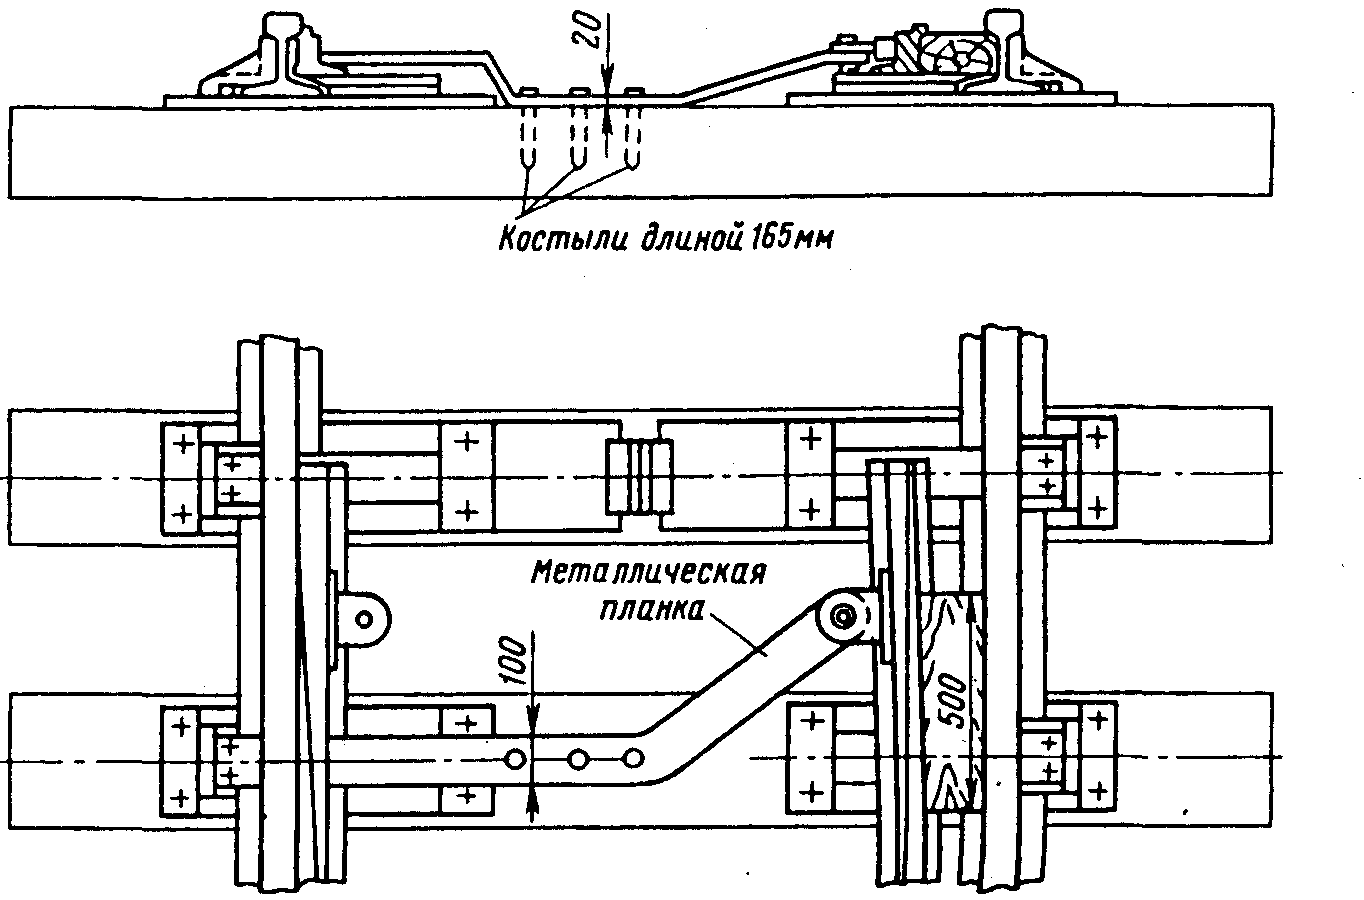 20
Костыли длиной 165мм
Металлическая
планка
100
500